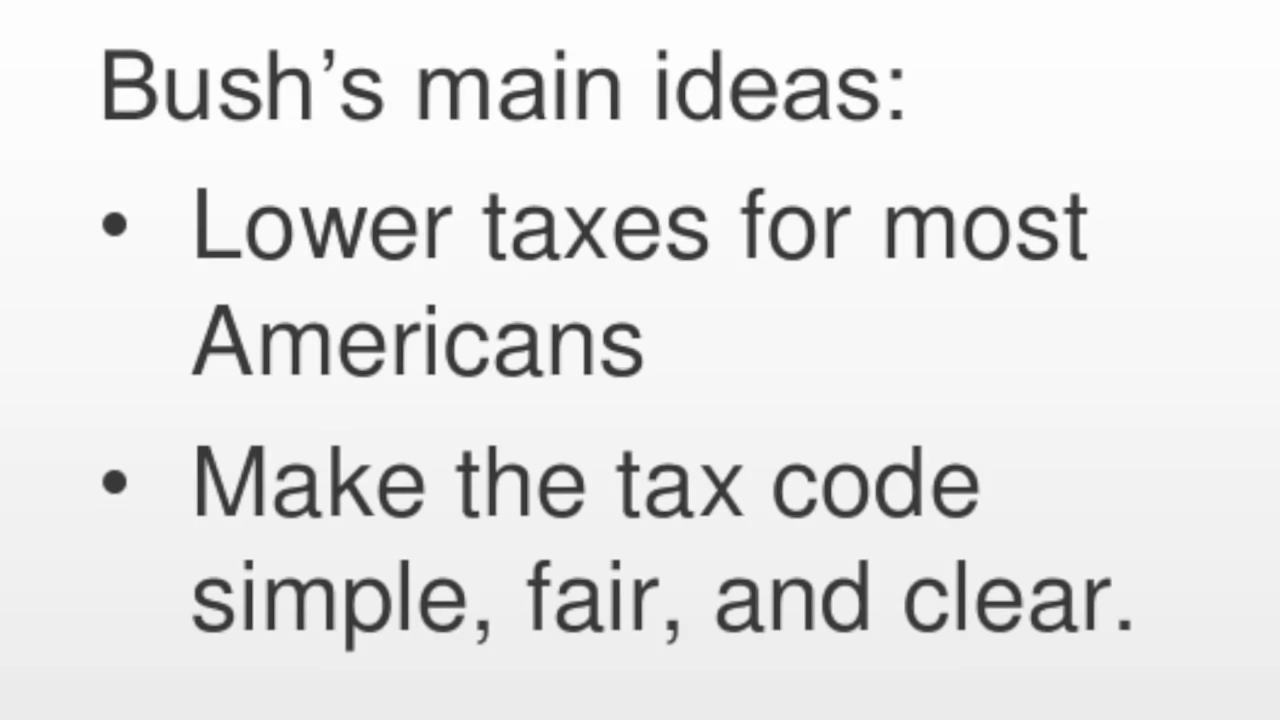 Bush’s main ideas:
• Lower taxes for most
Americans
• Make the tax code
simple, fair, and clear.